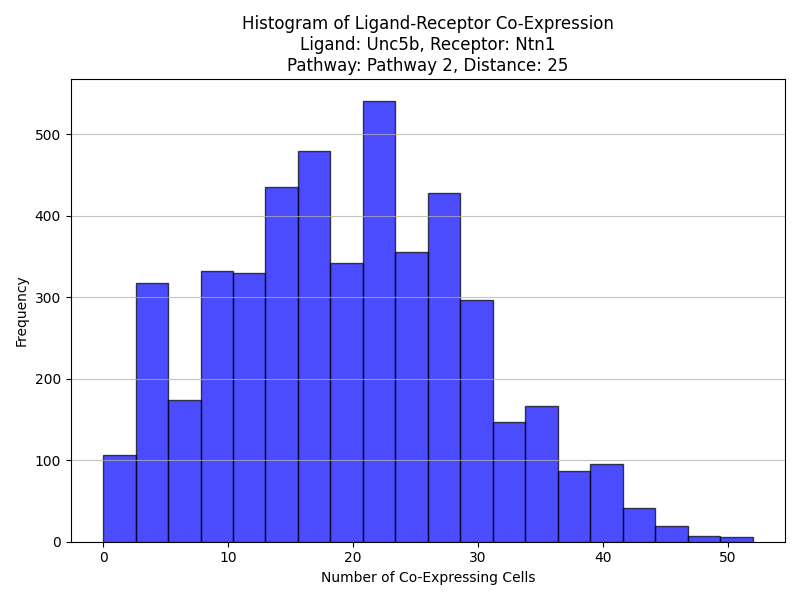 Histogram of Ligand-Receptor Co-Expression
Ligand: Unc5b, Receptor: Ntn1
Pathway: Pathway 2, Distance: 25
Frequency
500
400
300
200
100
0
0 10 20 30 40 50
Number of Co-Expressing Cells